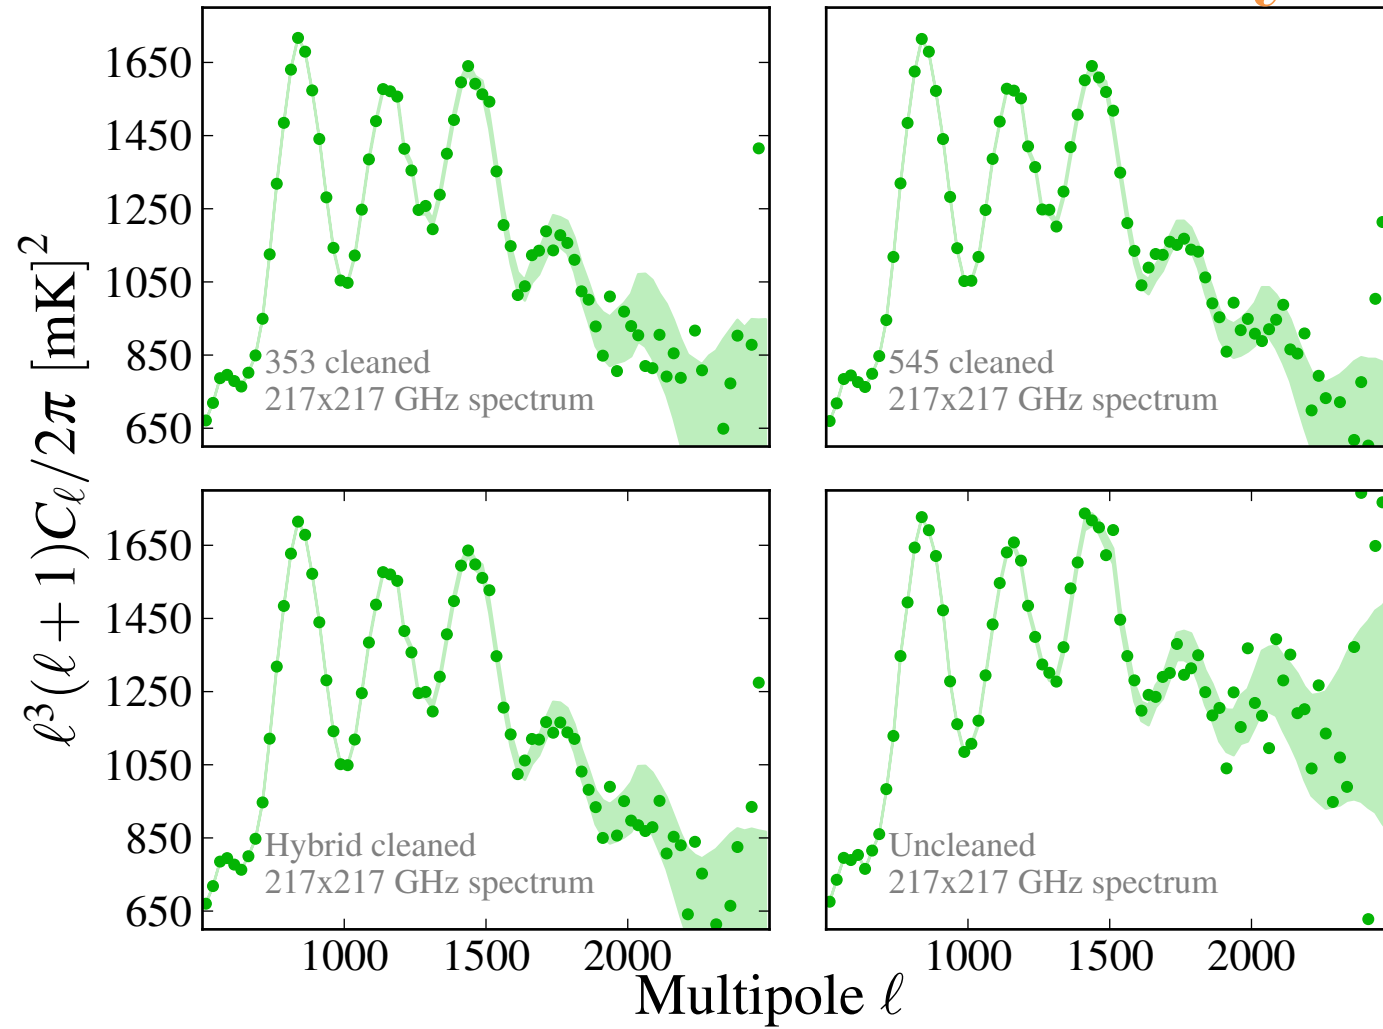 1650
1450
1250
1050
850
650
353 cleaned
217x217 GHz spectrum
545 cleaned
217x217 GHz spectrum
ℓ³(ℓ + 1)Cℓ/2π [mK]²
1650
1450
1250
1050
850
650
Hybrid cleaned
217x217 GHz spectrum
Uncleaned
217x217 GHz spectrum
1000 1500 2000
1000 1500 2000
Multipole ℓ